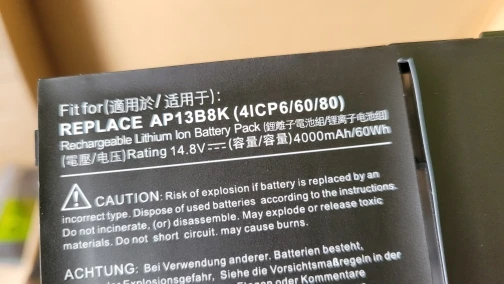 Fit for(適用於/适用于):
REPLACE AP13B8K (4ICP6/60/80)
Rechargeable Lithium Ion Battery Pack (鋰離子電池組/锂离子电池组)
(電壓/电压)Rating 14.8V⎓(容量/容量)4000mAh/60Wh
CAUTION: Risk of explosion if battery is replaced by an
incorrect type. Dispose of used batteries according to the instructions.
Do not incinerate, (or) disassemble. May explode or release toxic
materials. Do not short circuit. may cause burns.
ACHTUNG: Bei Verwendung anderer. Batterien besteht,
Explosionsgefahr, Siehe die Vorsichtsmaßregeln in der
oder Kommentare